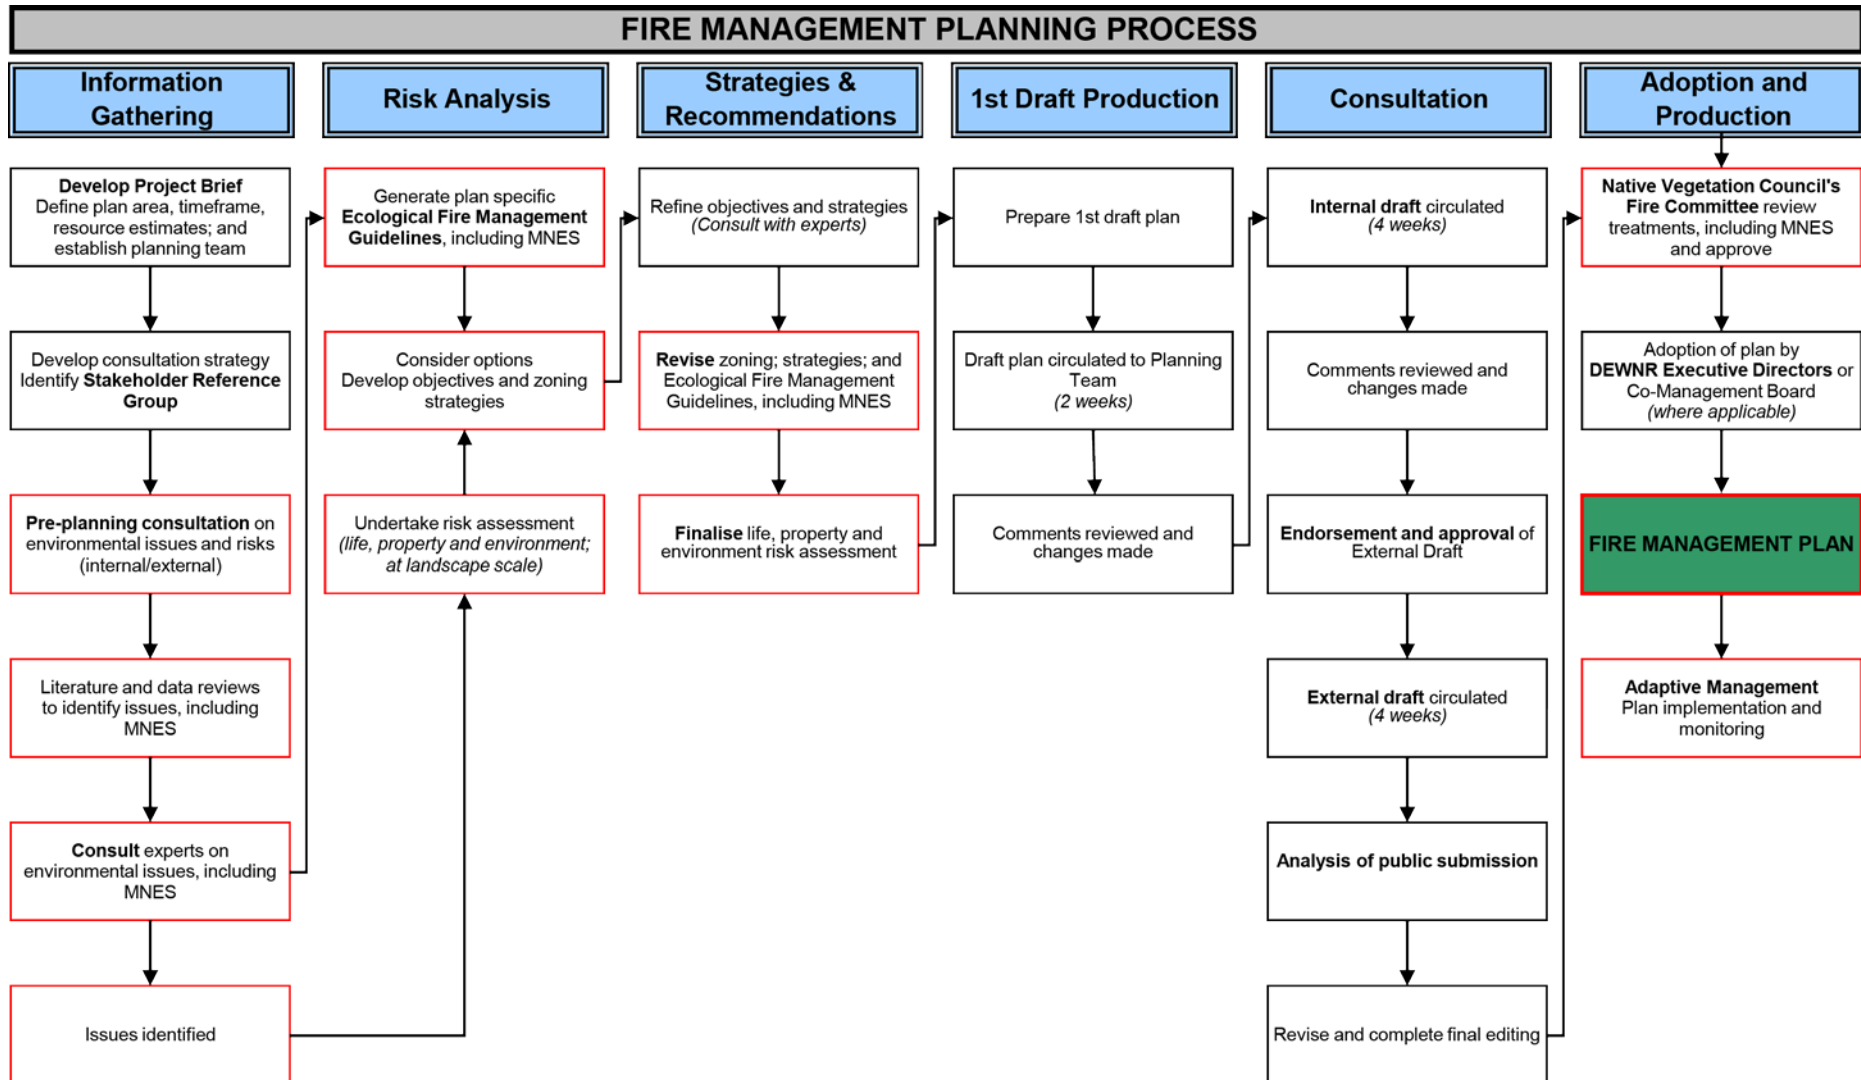 FIRE MANAGEMENT PLANNING PROCESS
Information
Gathering
Develop Project Brief
Define plan area, timeframe,
resource estimates; and
establish planning team
Develop consultation strategy
Identify Stakeholder Reference
Group
Pre-planning consultation on
environmental issues and risks
(internal/external)
Literature and data reviews
to identify issues, including
MNES
Consult experts on
environmental issues, including
MNES
Issues identified
Risk Analysis
Generate plan specific
Ecological Fire Management
Guidelines, including MNES
Consider options
Develop objectives and zoning
strategies
Undertake risk assessment
(life, property and environment;
at landscape scale)
Strategies &
Recommendations
Refine objectives and strategies
(Consult with experts)
Revise zoning; strategies; and
Ecological Fire Management
Guidelines, including MNES
Finalise life, property and
environment risk assessment
1st Draft Production
Prepare 1st draft plan
Draft plan circulated to Planning
Team
(2 weeks)
Comments reviewed and
changes made
Consultation
Internal draft circulated
(4 weeks)
Comments reviewed and
changes made
Endorsement and approval of
External Draft
External draft circulated
(4 weeks)
Analysis of public submission
Revise and complete final editing
Adoption and
Production
Native Vegetation Council's
Fire Committee review
treatments, including MNES
and approve
Adoption of plan by
DEWNR Executive Directors or
Co-Management Board
(where applicable)
FIRE MANAGEMENT PLAN
Adaptive Management
Plan implementation and
monitoring